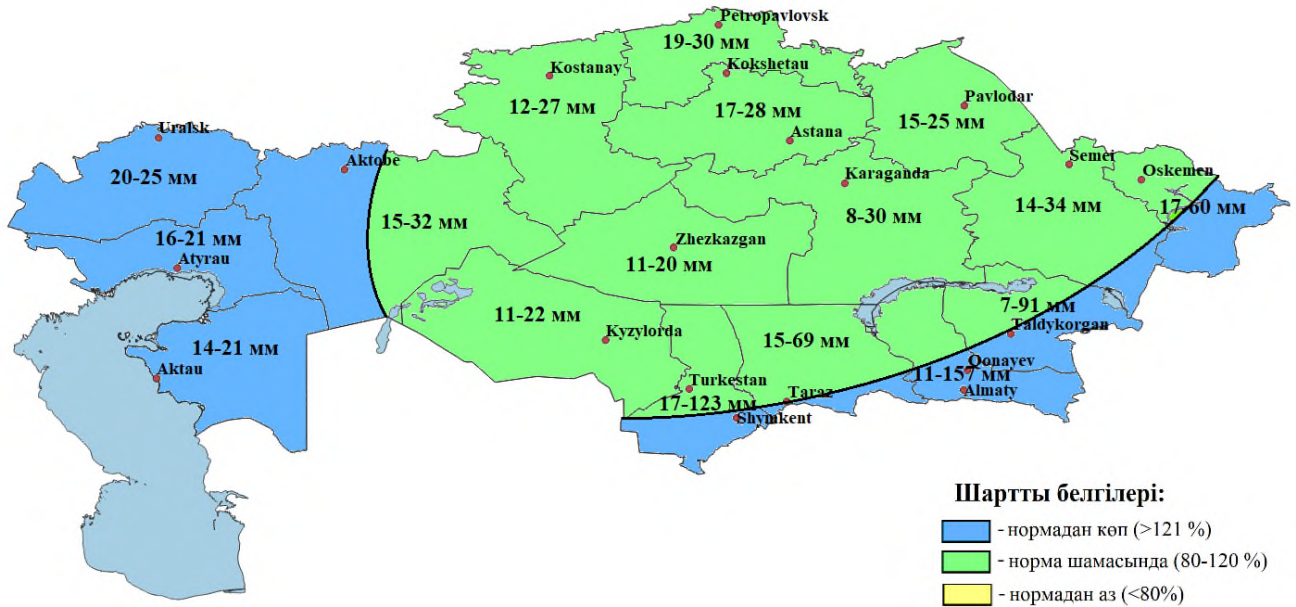 Petropavlovsk
19-30 мм
Kostanay
Kokshetau
12-27 мм
17-28 мм
Pavlodar
15-25 мм
Uralsk
Astana
Aktobe
Semei
Oskemen
20-25 мм
Karaganda
15-32 мм
8-30 мм
14-34 мм
17-60 мм
16-21 мм
Atyrau
Zhezkazgan
11-20 мм
11-22 мм
7-91 мм
Kyzylorda
15-69 мм
Taldykorgan
14-21 мм
Aktau
Qonayev
11-157 мм
Turkestan
Almaty
17-123 мм
Taraz
Shymkent
Шартты белгілері:
- нормадан көп (>121 %)
- норма шамасында (80-120 %)
- нормадан аз (<80%)